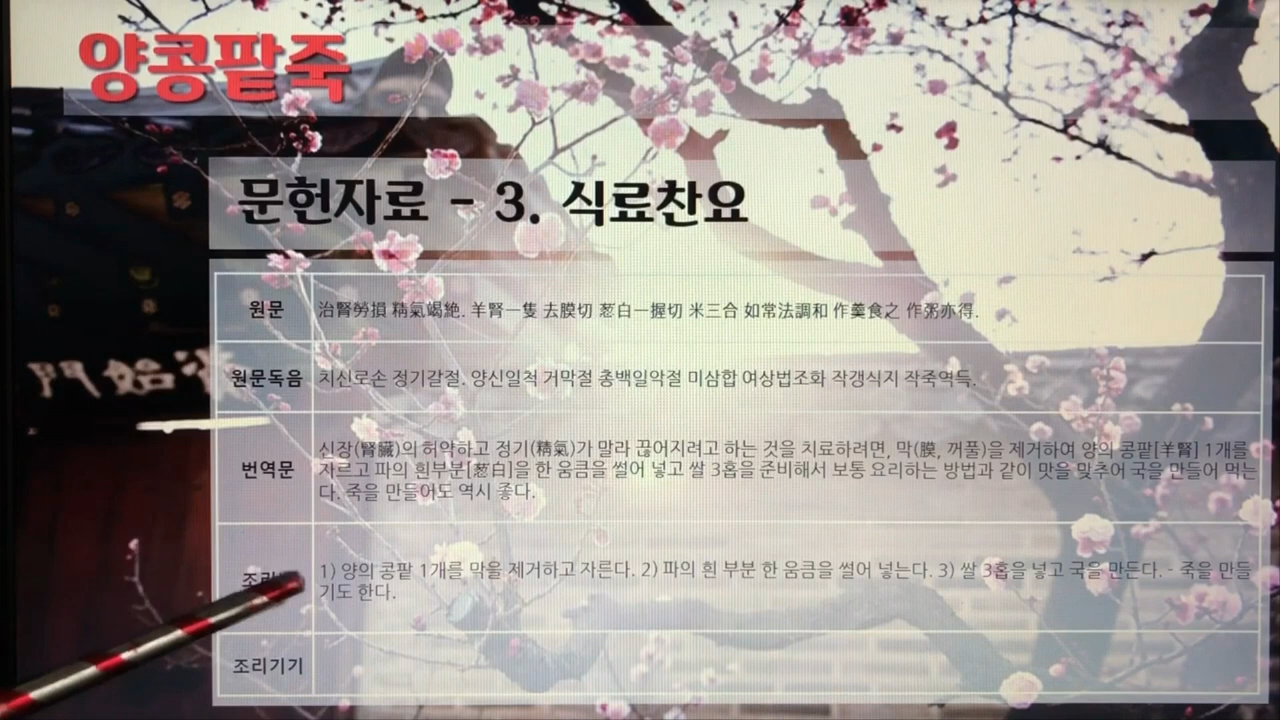 양콩팥죽
문헌자료 - 3. 식료찬요
원문
治腎勞損 精氣竭絶. 羊腎一隻 去膜切 葱白一握切 米三合 如常法調和 作羹食之 作粥亦得.
원문독음
치신로손 정기갈절. 양신일척 거막절 총백일악절 미삼합 여상법조화 작갱식지 작죽역득.
번역문
신장(腎臟)의 허약하고 정기(精氣)가 말라 끊어지려고 하는 것을 치료하려면, 막(膜, 꺼풀)을 제거하여 양의 콩팥[羊腎] 1개를
자르고 파의 흰부분[葱白]을 한 움큼을 썰어 넣고 쌀 3홉을 준비해서 보통 요리하는 방법과 같이 맛을 맞추어 국을 만들어 먹는
다. 죽을 만들어도 역시 좋다.
1) 양의 콩팥 1개를 막을 제거하고 자른다. 2) 파의 흰 부분 한 움큼을 썰어 넣는다. 3) 쌀 3홉을 넣고 국을 만든다. - 죽을 만들
기도 한다.
조리기기